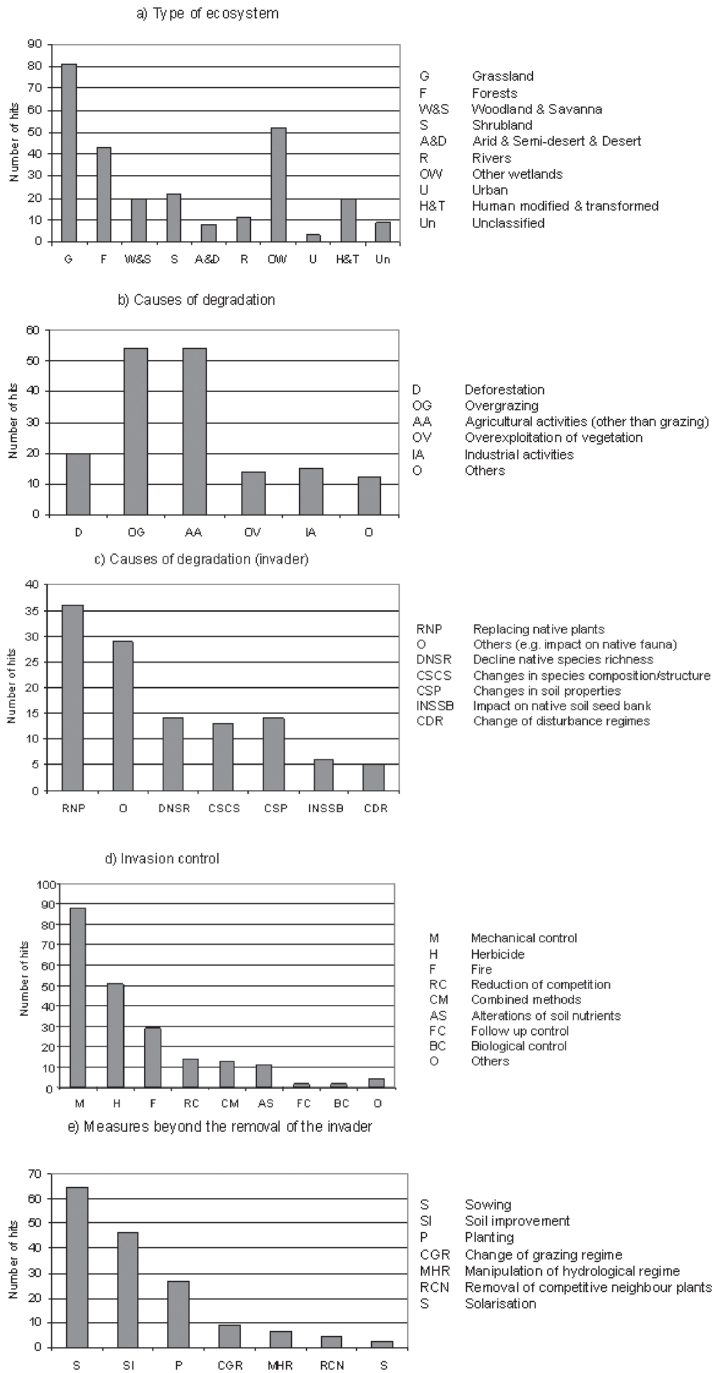 a) Type of ecosystem
90
80
70
60
50
40
30
20
10
0
Number of hits
G F W&S S A&D R OW U H&T Un
G Grassland
F Forests
W&S Woodland & Savanna
S Shrubland
A&D Arid & Semi-desert & Desert
R Rivers
OW Other wetlands
U Urban
H&T Human modified & transformed
Un Unclassified
b) Causes of degradation
60
50
40
30
20
10
0
Number of hits
D OG AA OV IA O
D Deforestation
OG Overgrazing
AA Agricultural activities (other than grazing)
OV Overexploitation of vegetation
IA Industrial activities
O Others
c) Causes of degradation (invader)
40
35
30
25
20
15
10
5
0
Number of hits
RNP O DNSR CSCS CSP INSSB CDR
RNP Replacing native plants
O Others (e.g. impact on native fauna)
DNSR Decline native species richness
CSCS Changes in species composition/structure
CSP Changes in soil properties
INSSB Impact on native soil seed bank
CDR Change of disturbance regimes
d) Invasion control
100
90
80
70
60
50
40
30
20
10
0
Number of hits
M H F RC CM AS FC BC O
M Mechanical control
H Herbicide
F Fire
RC Reduction of competition
CM Combined methods
AS Alterations of soil nutrients
FC Follow up control
BC Biological control
O Others
e) Measures beyond the removal of the invader
70
60
50
40
30
20
10
0
Number of hits
S SI P CGR MHR RCN S
S Sowing
SI Soil improvement
P Planting
CGR Change of grazing regime
MHR Manipulation of hydrological regime
RCN Removal of competitive neighbour plants
S Solarisation